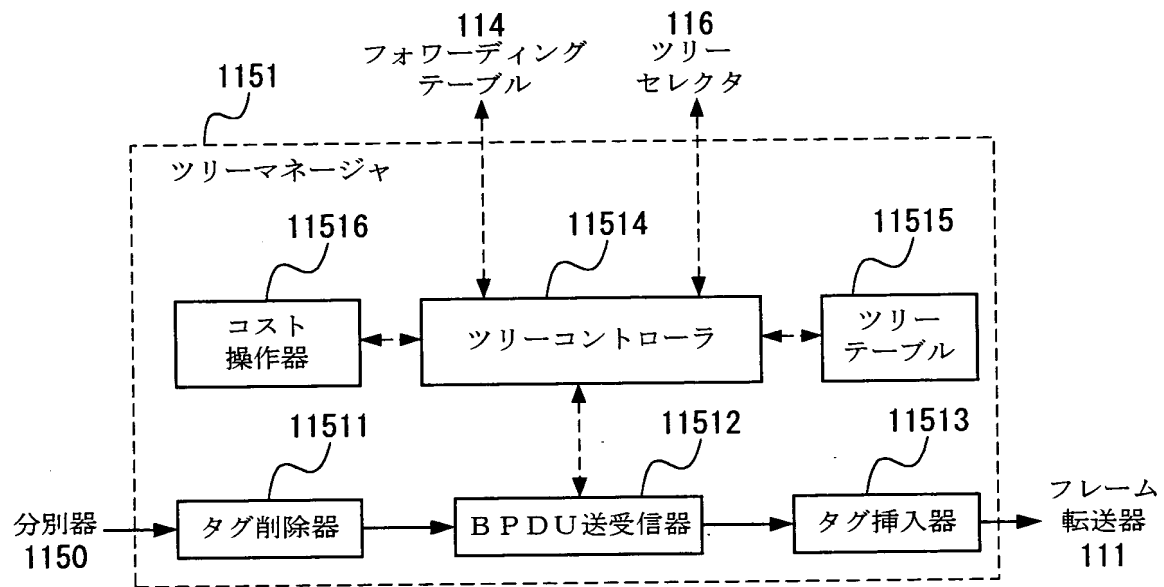 114
フォワーディング
テーブル
116
ツリー
セレクタ
1151
ツリーマネージャ
11516
コスト
操作器
11514
ツリーコントローラ
11515
ツリー
テーブル
11511
タグ削除器
11512
BPDU送受信器
11513
タグ挿入器
分別器
1150
フレーム
転送器
111